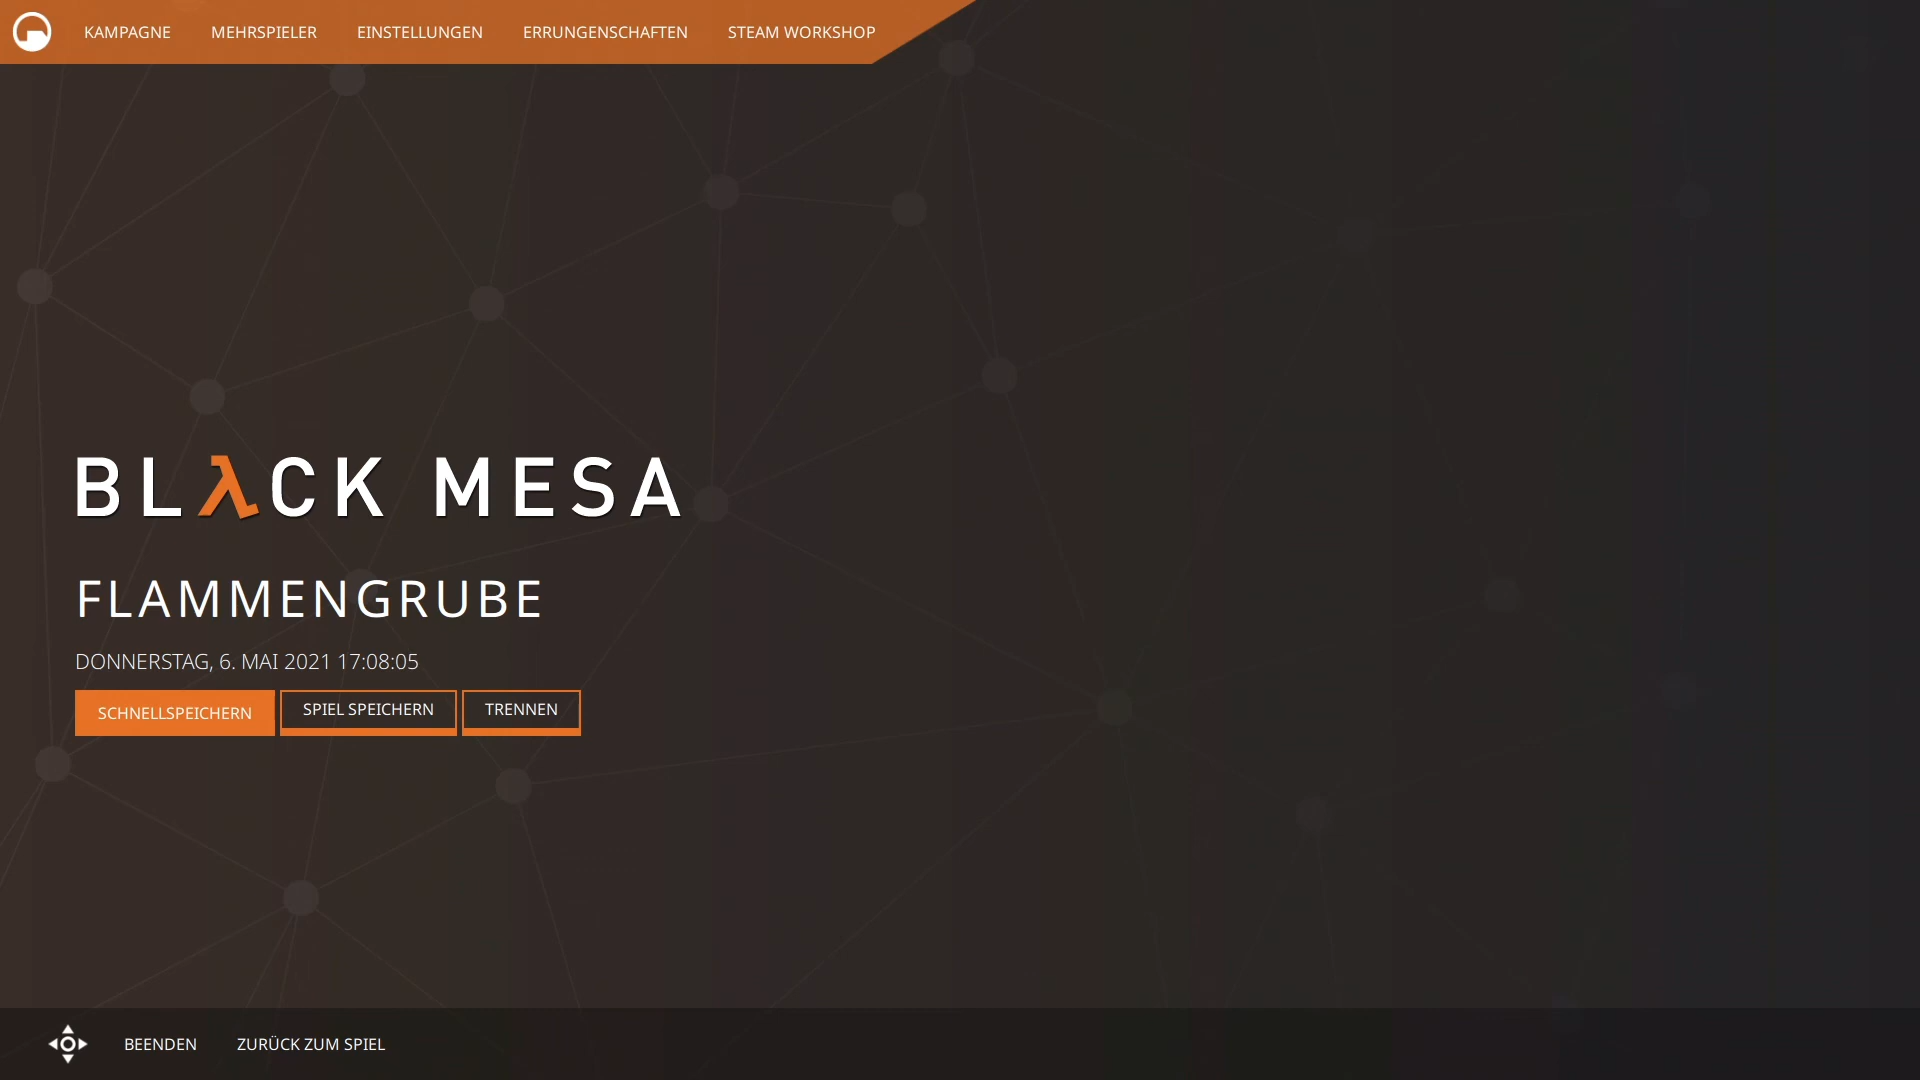 KAMPAGNE MEHRSPIELER EINSTELLUNGEN ERRUNGENSCHAFTEN STEAM WORKSHOP
BLλCK MESA
FLAMMENGRUBE
DONNERSTAG, 6. MAI 2021 17:08:05
SCHNELLSPEICHERN SPIEL SPEICHERN TRENNEN
BEENDEN ZURÜCK ZUM SPIEL